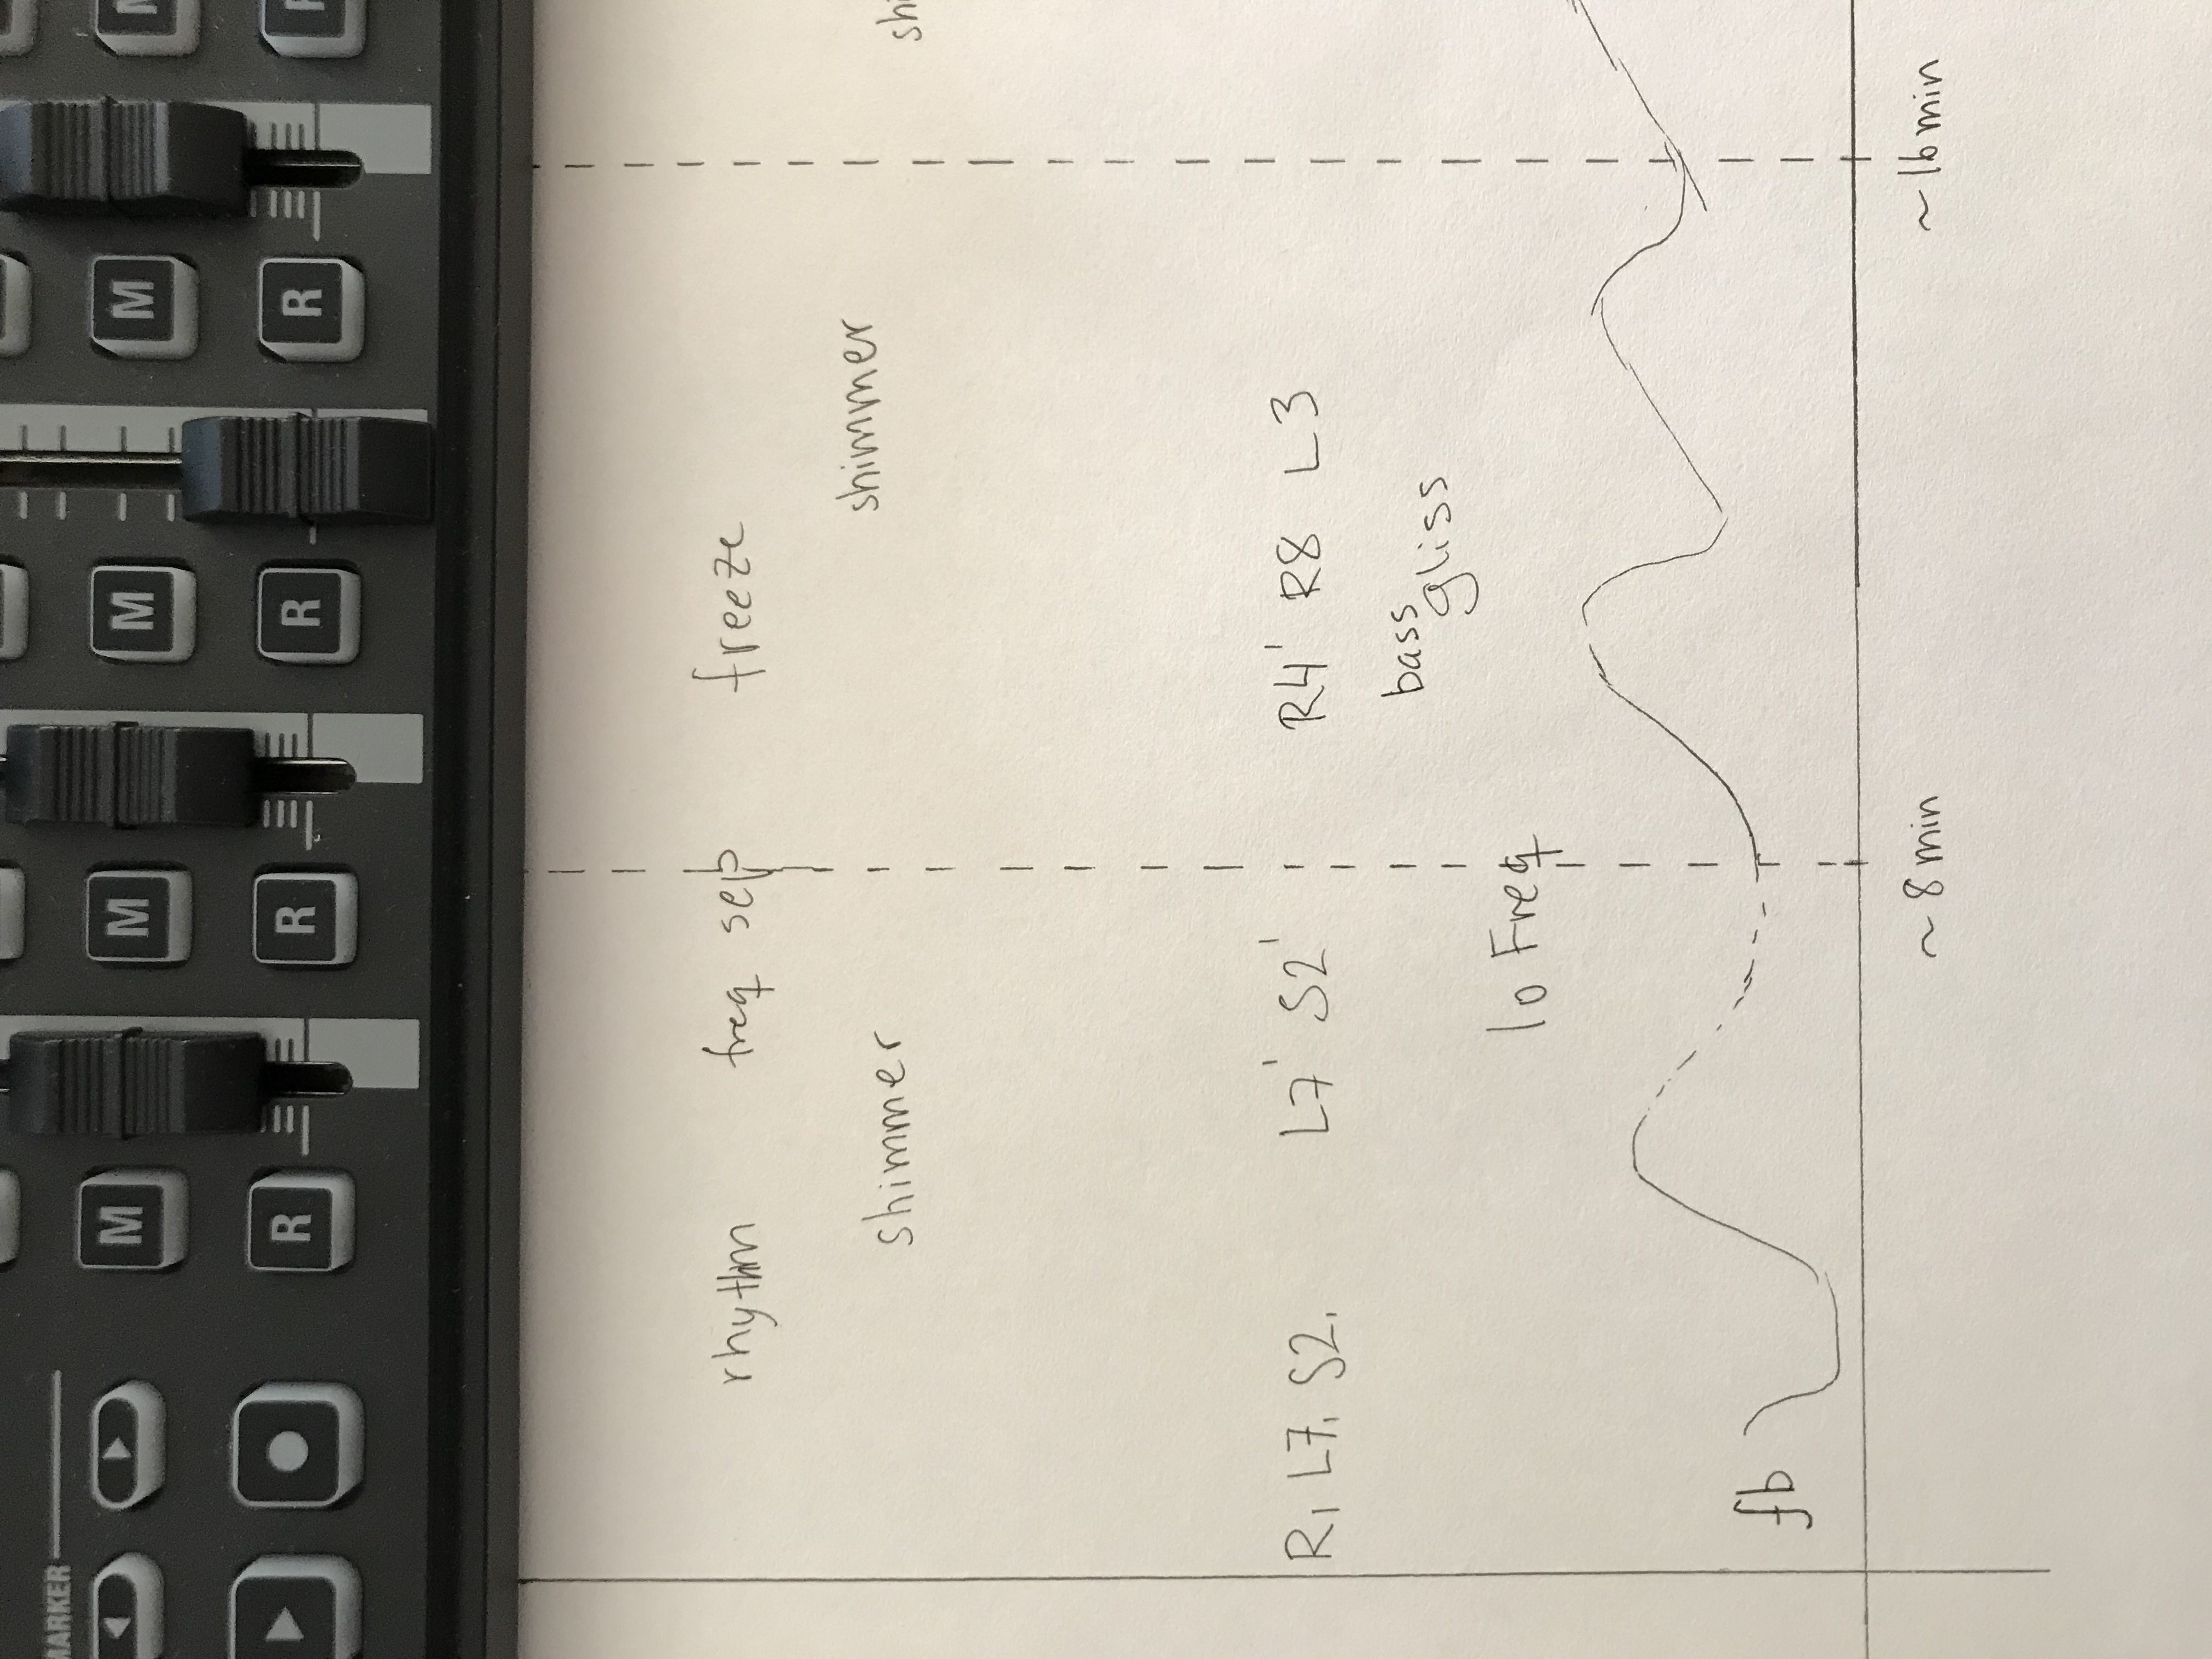 MARKER
R M
R M
R M
R M
rhythm freq sep freeze
shimmer shimmer
R1 L7, S2, L7' S2' R4' R8 L3
bass gliss
lo Freq
fb
~ 8 min ~ 16 min